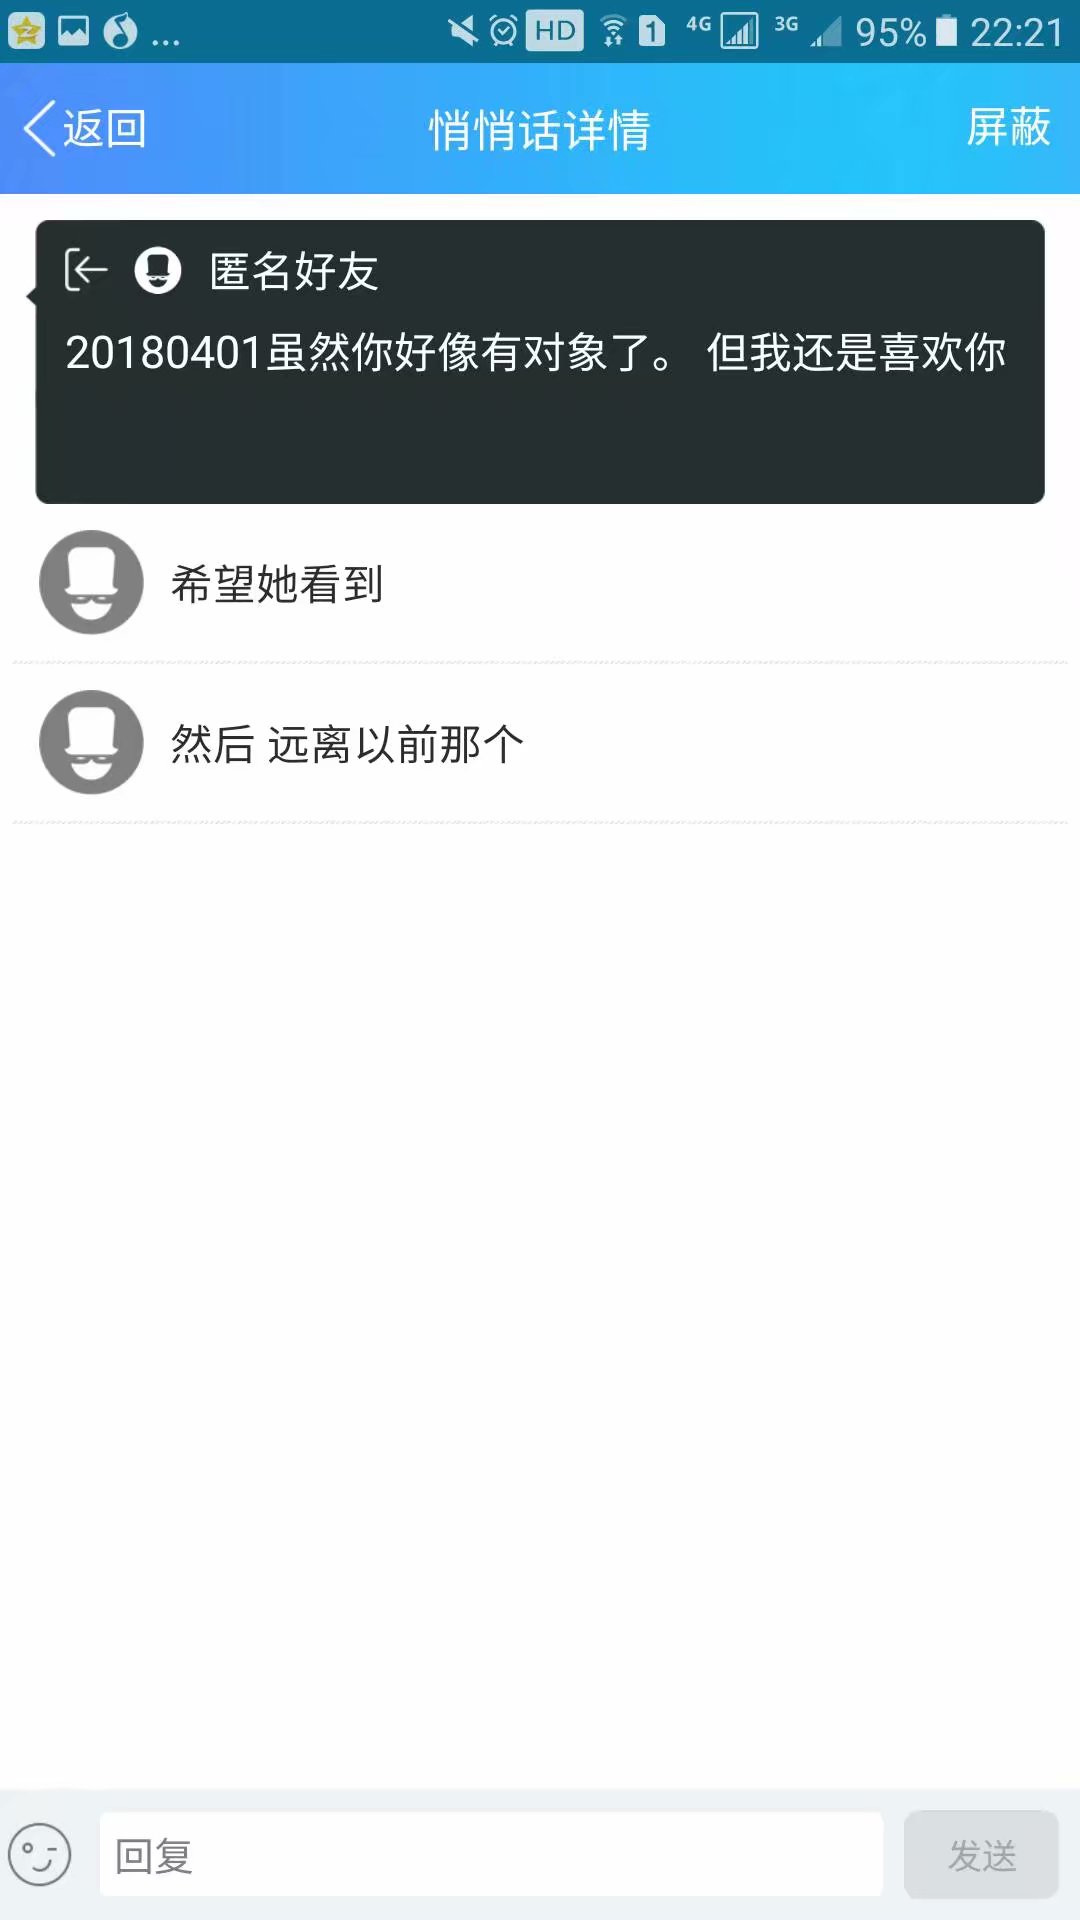 ... HD 1 4G 3G 95% 22:21
返回 悄悄话详情 屏蔽
匿名好友
20180401虽然你好像有对象了。 但我还是喜欢你
希望她看到
然后 远离以前那个
回复 发送